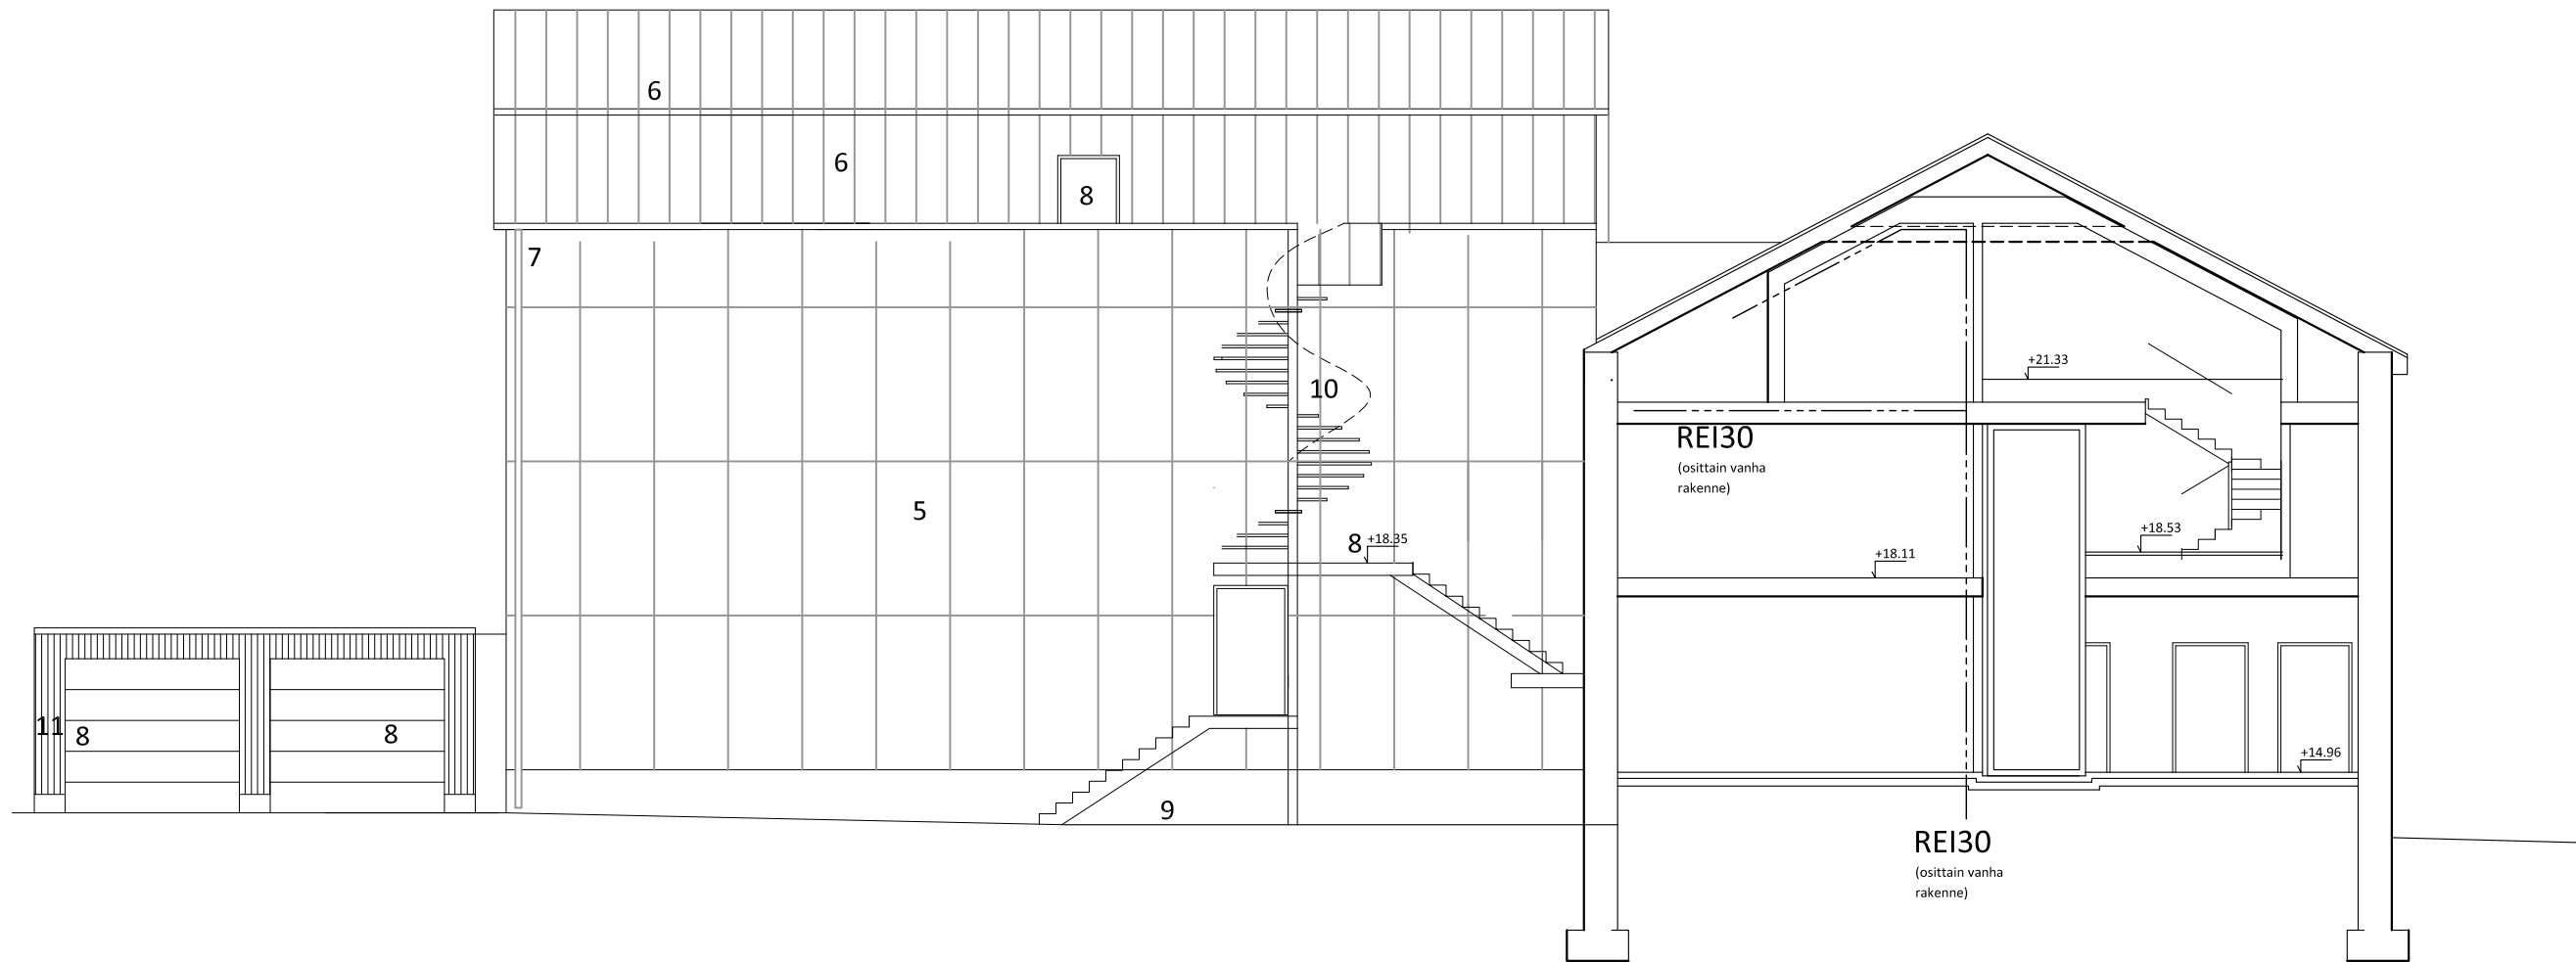 6
6
8
7
10
+21.33
REI30
(osittain vanha
rakenne)
5
8
+18.35
+18.53
+18.11
11
8
8
+14.96
9
REI30
(osittain vanha
rakenne)